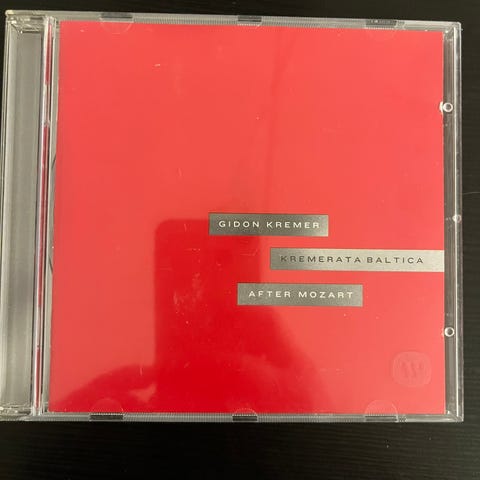 GIDON KREMER
KREMERATA BALTICA
AFTER MOZART